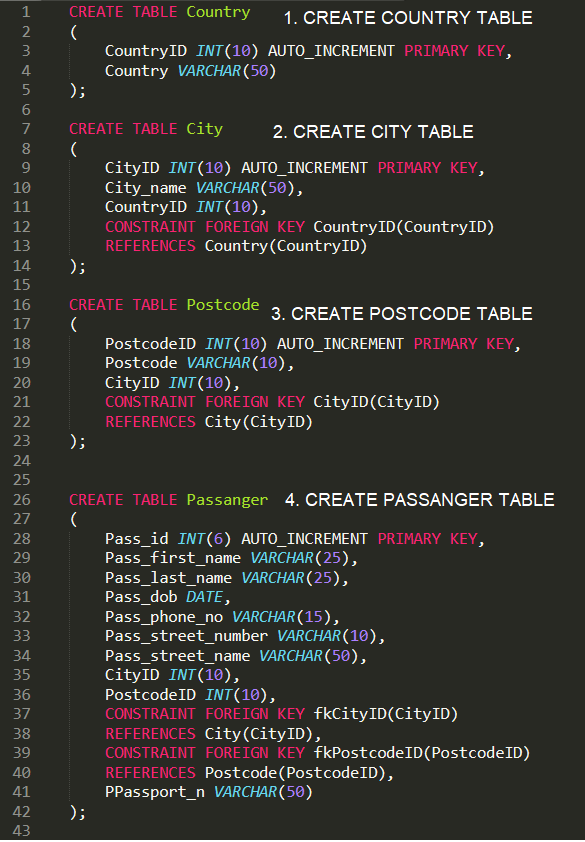 1 CREATE TABLE Country 1. CREATE COUNTRY TABLE
2 (
3 CountryID INT(10) AUTO_INCREMENT PRIMARY KEY,
4 Country VARCHAR(50)
5 );
6
7 CREATE TABLE City 2. CREATE CITY TABLE
8 (
9 CityID INT(10) AUTO_INCREMENT PRIMARY KEY,
10 City_name VARCHAR(50),
11 CountryID INT(10),
12 CONSTRAINT FOREIGN KEY CountryID(CountryID)
13 REFERENCES Country(CountryID)
14 );
15
16 CREATE TABLE Postcode 3. CREATE POSTCODE TABLE
17 (
18 PostcodeID INT(10) AUTO_INCREMENT PRIMARY KEY,
19 Postcode VARCHAR(10),
20 CityID INT(10),
21 CONSTRAINT FOREIGN KEY CityID(CityID)
22 REFERENCES City(CityID)
23 );
24
25
26 CREATE TABLE Passanger 4. CREATE PASSANGER TABLE
27 (
28 Pass_id INT(6) AUTO_INCREMENT PRIMARY KEY,
29 Pass_first_name VARCHAR(25),
30 Pass_last_name VARCHAR(25),
31 Pass_dob DATE,
32 Pass_phone_no VARCHAR(15),
33 Pass_street_number VARCHAR(10),
34 Pass_street_name VARCHAR(50),
35 CityID INT(10),
36 PostcodeID INT(10),
37 CONSTRAINT FOREIGN KEY fkCityID(CityID)
38 REFERENCES City(CityID),
39 CONSTRAINT FOREIGN KEY fkPostcodeID(PostcodeID)
40 REFERENCES Postcode(PostcodeID),
41 PPassport_n VARCHAR(50)
42 );
43